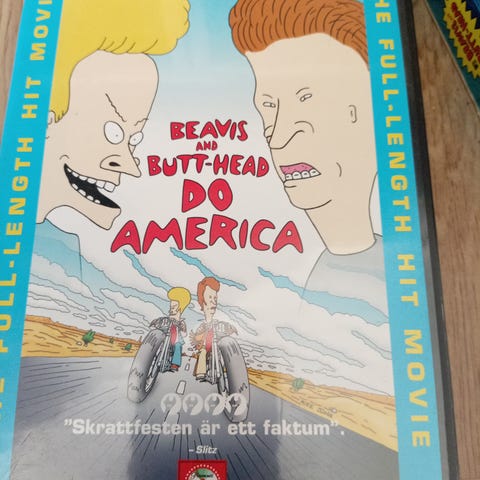 THE FULL-LENGTH HIT MOVIE
BEAVIS
AND
BUTT-HEAD
DO
AMERICA
THE FULL-LENGTH HIT MOVIE
"Skrattfesten är ett faktum".
– Slitz